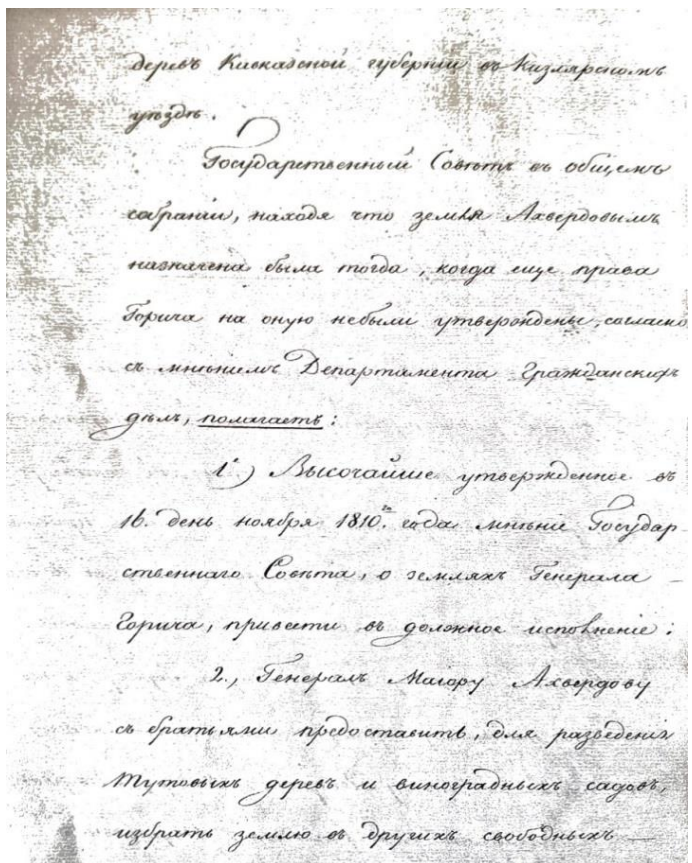 деревъ Кавказской губерніи въ Кизлярскомъ
уѣздѣ.
Государственный Совѣтъ въ общемъ
собраніи, находя что земля Ахвердовымъ
назначена была тогда, когда еще права
Горича на оную небыли утверждены, согласно
съ мнѣніемъ Департамента Гражданскихъ
дѣлъ, полагаетъ:
1.) Высочайше утвержденное въ
16. день ноября 1810.го года мнѣніе Государ-
ственнаго Совѣта, о земляхъ Генерала
Горича, привести въ должное исполненіе:
2., Генералъ Маіору Ахвердову
съ братьями предоставить, для разведенія
тутовыхъ деревъ и виноградныхъ садовъ,
избрать землю въ другихъ свободныхъ